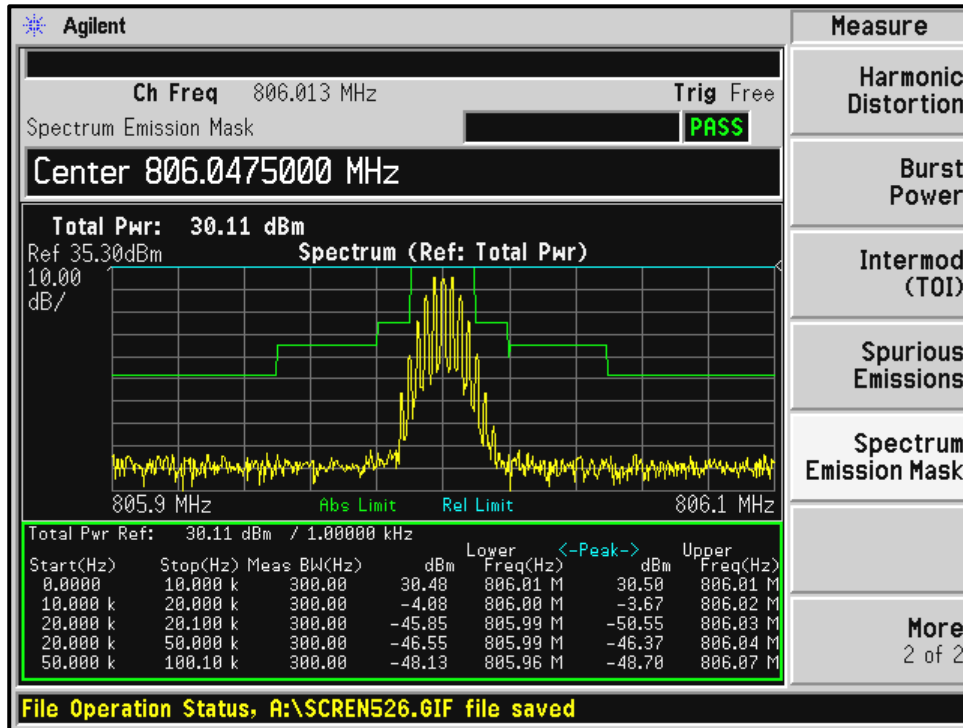 Agilent
Measure
Ch Freq 806.013 MHz Trig Free
Spectrum Emission Mask PASS
Center 806.0475000 MHz
Total Pwr: 30.11 dBm
Ref 35.30dBm Spectrum (Ref: Total Pwr)
10.00
dB/
805.9 MHz Abs Limit Rel Limit 806.1 MHz
Total Pwr Ref: 30.11 dBm / 1.00000 kHz
Lower <-Peak-> Upper
Start(Hz) Stop(Hz) Meas BW(Hz) dBm Freq(Hz) dBm Freq(Hz)
0.0000 10.000 k 300.00 30.48 806.01 M 30.50 806.01 M
10.000 k 20.000 k 300.00 -4.08 806.00 M -3.67 806.02 M
20.000 k 20.100 k 300.00 -45.85 805.99 M -50.55 806.03 M
20.000 k 50.000 k 300.00 -46.55 805.99 M -46.37 806.04 M
50.000 k 100.10 k 300.00 -48.13 805.96 M -48.70 806.07 M
File Operation Status, A:\SCREN526.GIF file saved
Harmonic
Distortion
Burst
Power
Intermod
(TOI)
Spurious
Emissions
Spectrum
Emission Mask
More
2 of 2